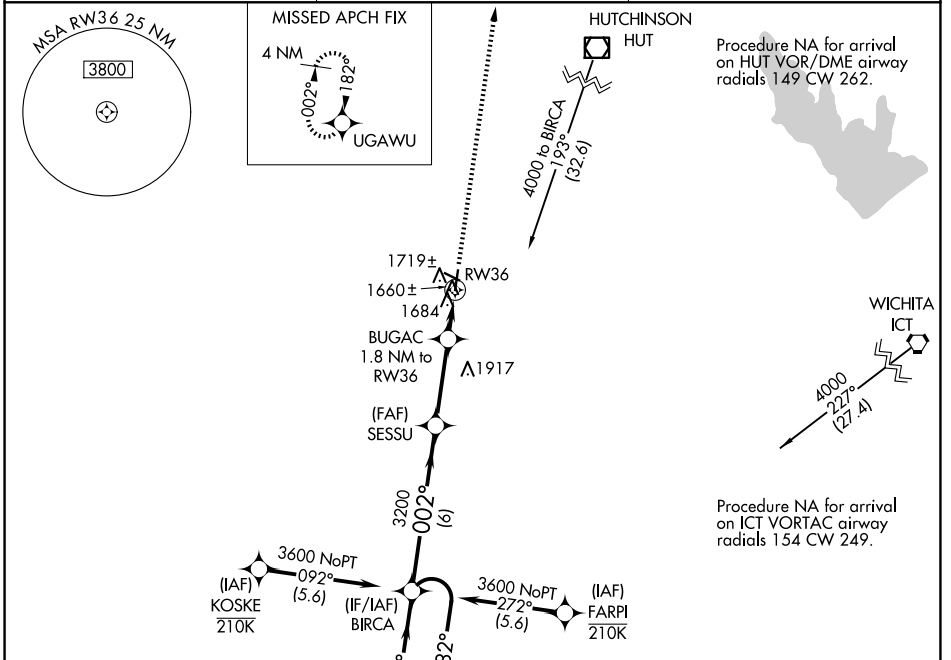 MSA RW36 25 NM
3800
MISSED APCH FIX
4 NM
002°
182°
UGAWU
HUTCHINSON
HUT
4000 to BIRCA
193°
(32.6)
Procedure NA for arrival
on HUT VOR/DME airway
radials 149 CW 262.
1719±
RW36
1660±
1684
BUGAC
1.8 NM to
RW36
1917
WICHITA
ICT
4000
227°
(27.4)
(FAF)
SESSU
3200
002°
(6)
Procedure NA for arrival
on ICT VORTAC airway
radials 154 CW 249.
3600 NoPT
092°
(5.6)
(IAF)
KOSKE
210K
(IF/IAF)
BIRCA
3600 NoPT
272°
(5.6)
(IAF)
FARPI
210K